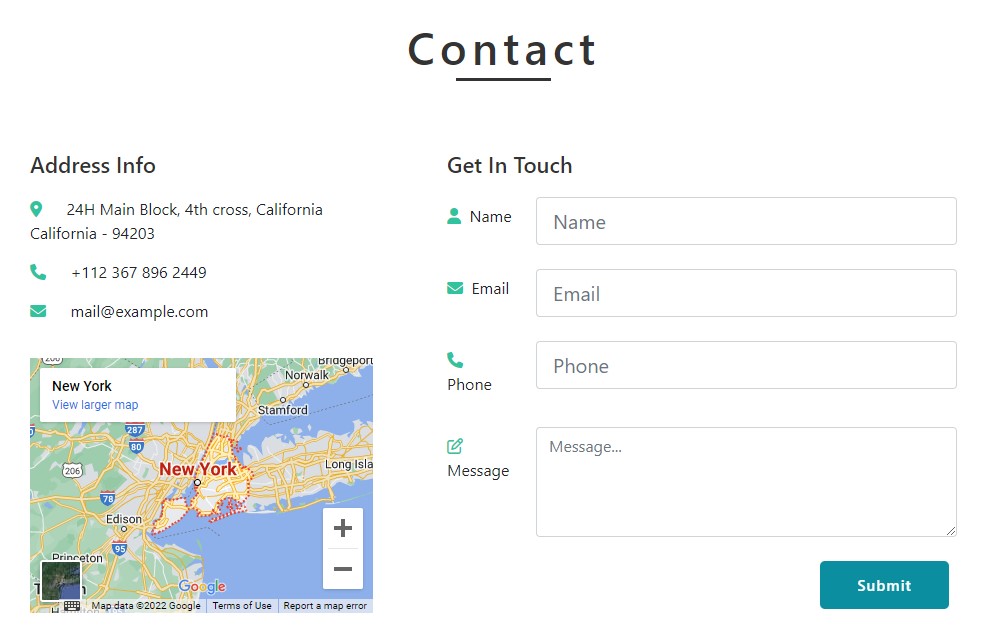 Contact
Address Info
24H Main Block, 4th cross, California
California - 94203
+112 367 896 2449
mail@example.com
New York
View larger map
Bridgeport
Norwalk
Stamford
287
80
206
New York
Long Isla
78
Edison
95
Princeton
Google
Map data ©2022 Google
Terms of Use
Report a map error
Get In Touch
Name
Name
Email
Email
Phone
Phone
Message...
Message
Submit